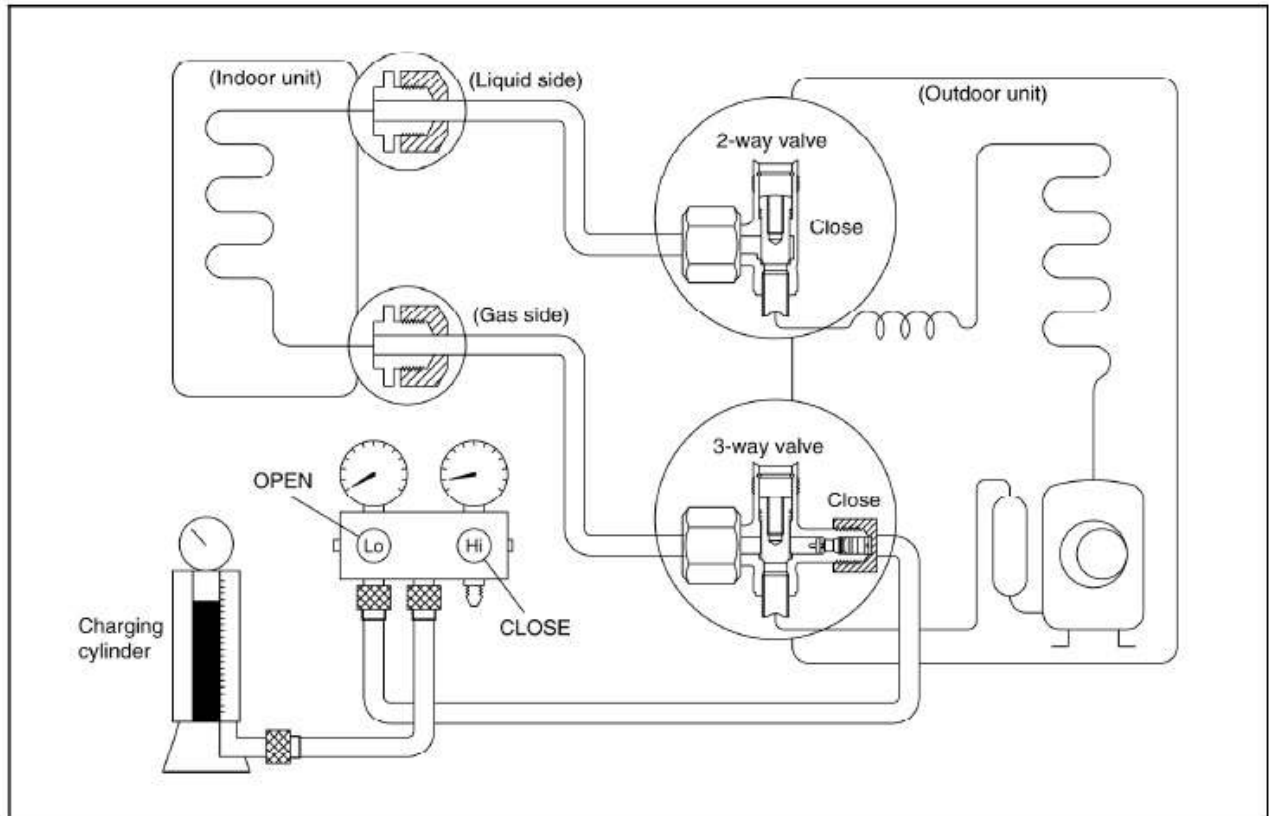 (Indoor unit)
(Liquid side)
(Outdoor unit)
2-way valve
Close
(Gas side)
3-way valve
Close
OPEN
Lo
Hi
CLOSE
Charging
cylinder